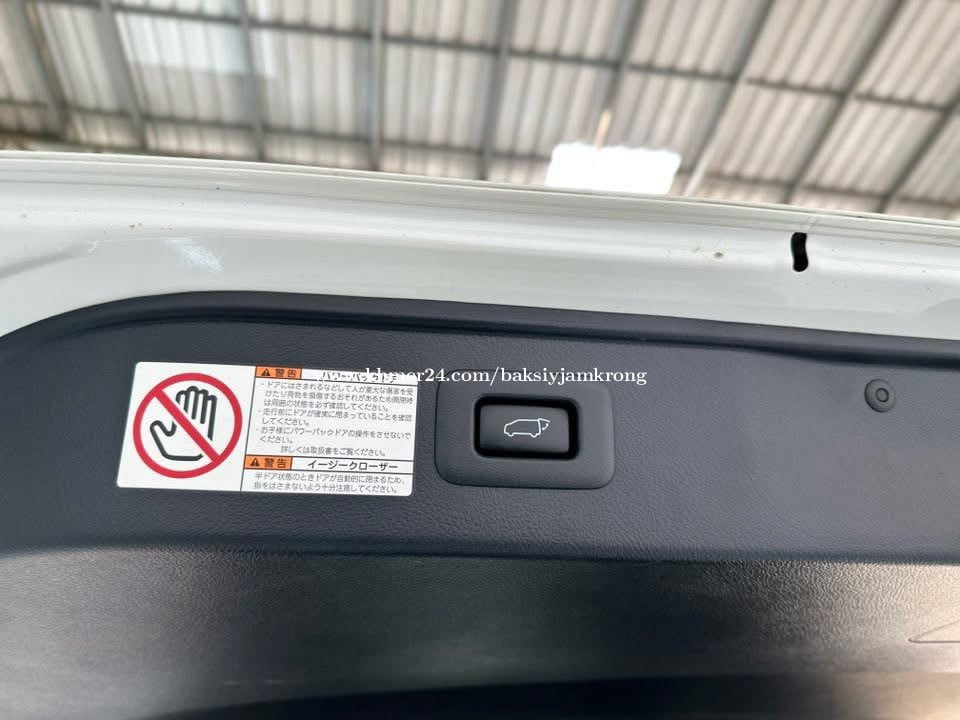 警告
www.khmer24.com/baksiyjamkrong
・ドアにはさまれるなどして人が重大な傷害を受
けたり荷物を損傷するおそれがあるため開閉時
は周囲の状態を必ず確認してください。
・走行前にドアが確実に閉まっていることを確認
してください。
・お子様にパワーバックドアの操作をさせないで
ください。
詳しくは取扱書をご覧ください。
警告 イージークローザー
半ドア状態のときドアが自動的に閉まるため、
指をはさまないよう十分注意してください。